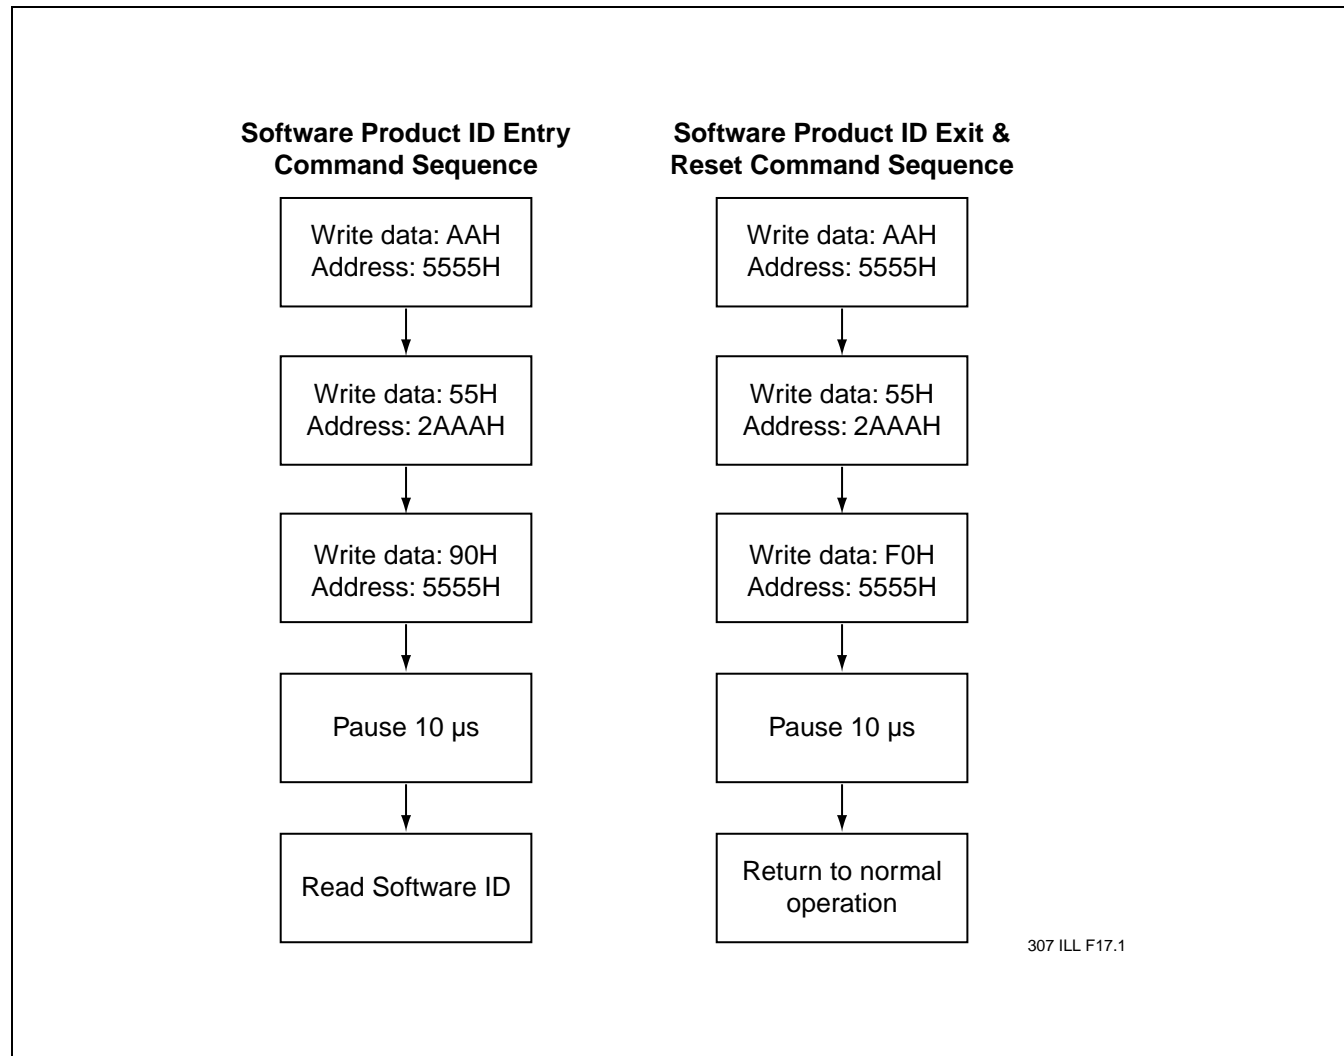 Software Product ID Entry
Command Sequence
Write data: AAH
Address: 5555H
Write data: 55H
Address: 2AAAH
Write data: 90H
Address: 5555H
Pause 10 µs
Read Software ID
Software Product ID Exit &
Reset Command Sequence
Write data: AAH
Address: 5555H
Write data: 55H
Address: 2AAAH
Write data: F0H
Address: 5555H
Pause 10 µs
Return to normal
operation
307 ILL F17.1